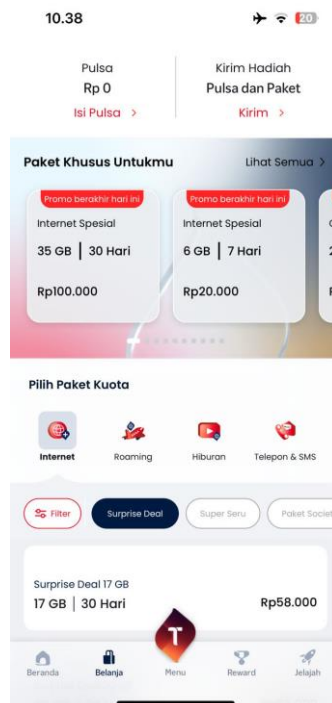 10.38
20
Pulsa
Rp 0
Isi Pulsa >
Kirim Hadiah
Pulsa dan Paket
Kirim >
Paket Khusus Untukmu
Lihat Semua >
Promo berakhir hari ini
Internet Spesial
35 GB | 30 Hari
Rp100.000
Promo berakhir hari ini
Internet Spesial
6 GB | 7 Hari
Rp20.000
Pilih Paket Kuota
Internet
Roaming
Hiburan
Telepon & SMS
Filter
Surprise Deal
Super Seru
Paket Societ
Surprise Deal 17 GB
17 GB | 30 Hari
Rp58.000
T
Beranda
Belanja
Menu
Reward
Jelajah